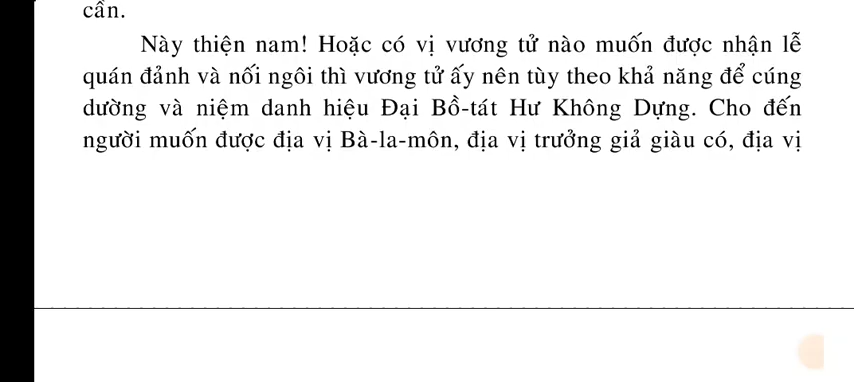 cần.
Này thiện nam! Hoặc có vị vương tử nào muốn được nhận lễ
quán đảnh và nối ngôi thì vương tử ấy nên tùy theo khả năng để cúng
dường và niệm danh hiệu Đại Bồ-tát Hư Không Dựng. Cho đến
người muốn được địa vị Bà-la-môn, địa vị trưởng giả giàu có, địa vị